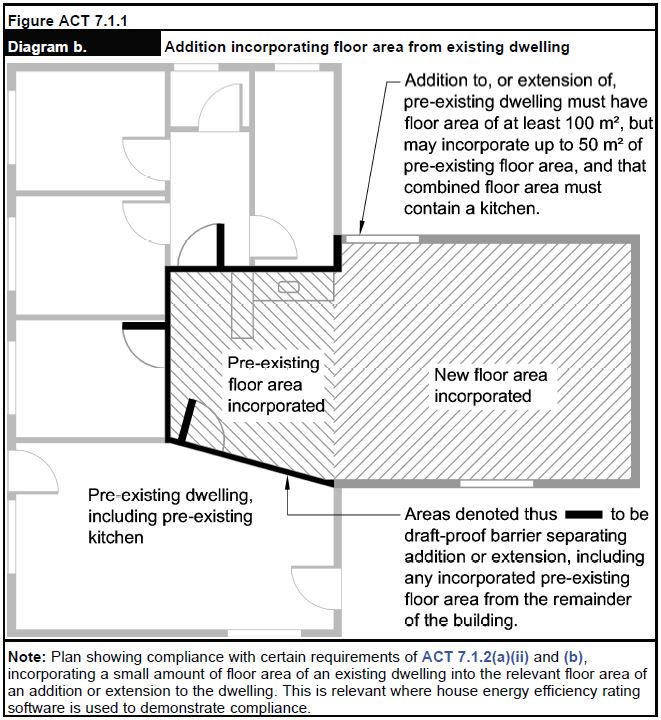 Figure ACT 7.1.1
Diagram b. Addition incorporating floor area from existing dwelling
Addition to, or extension of,
pre-existing dwelling must have
floor area of at least 100 m², but
may incorporate up to 50 m² of
pre-existing floor area, and that
combined floor area must
contain a kitchen.
Pre-existing
floor area
incorporated
New floor area
incorporated
Pre-existing dwelling,
including pre-existing
kitchen
Areas denoted thus to be
draft-proof barrier separating
addition or extension, including
any incorporated pre-existing
floor area from the remainder
of the building.
Note: Plan showing compliance with certain requirements of ACT 7.1.2(a)(ii) and (b),
incorporating a small amount of floor area of an existing dwelling into the relevant floor area of
an addition or extension to the dwelling. This is relevant where house energy efficiency rating
software is used to demonstrate compliance.